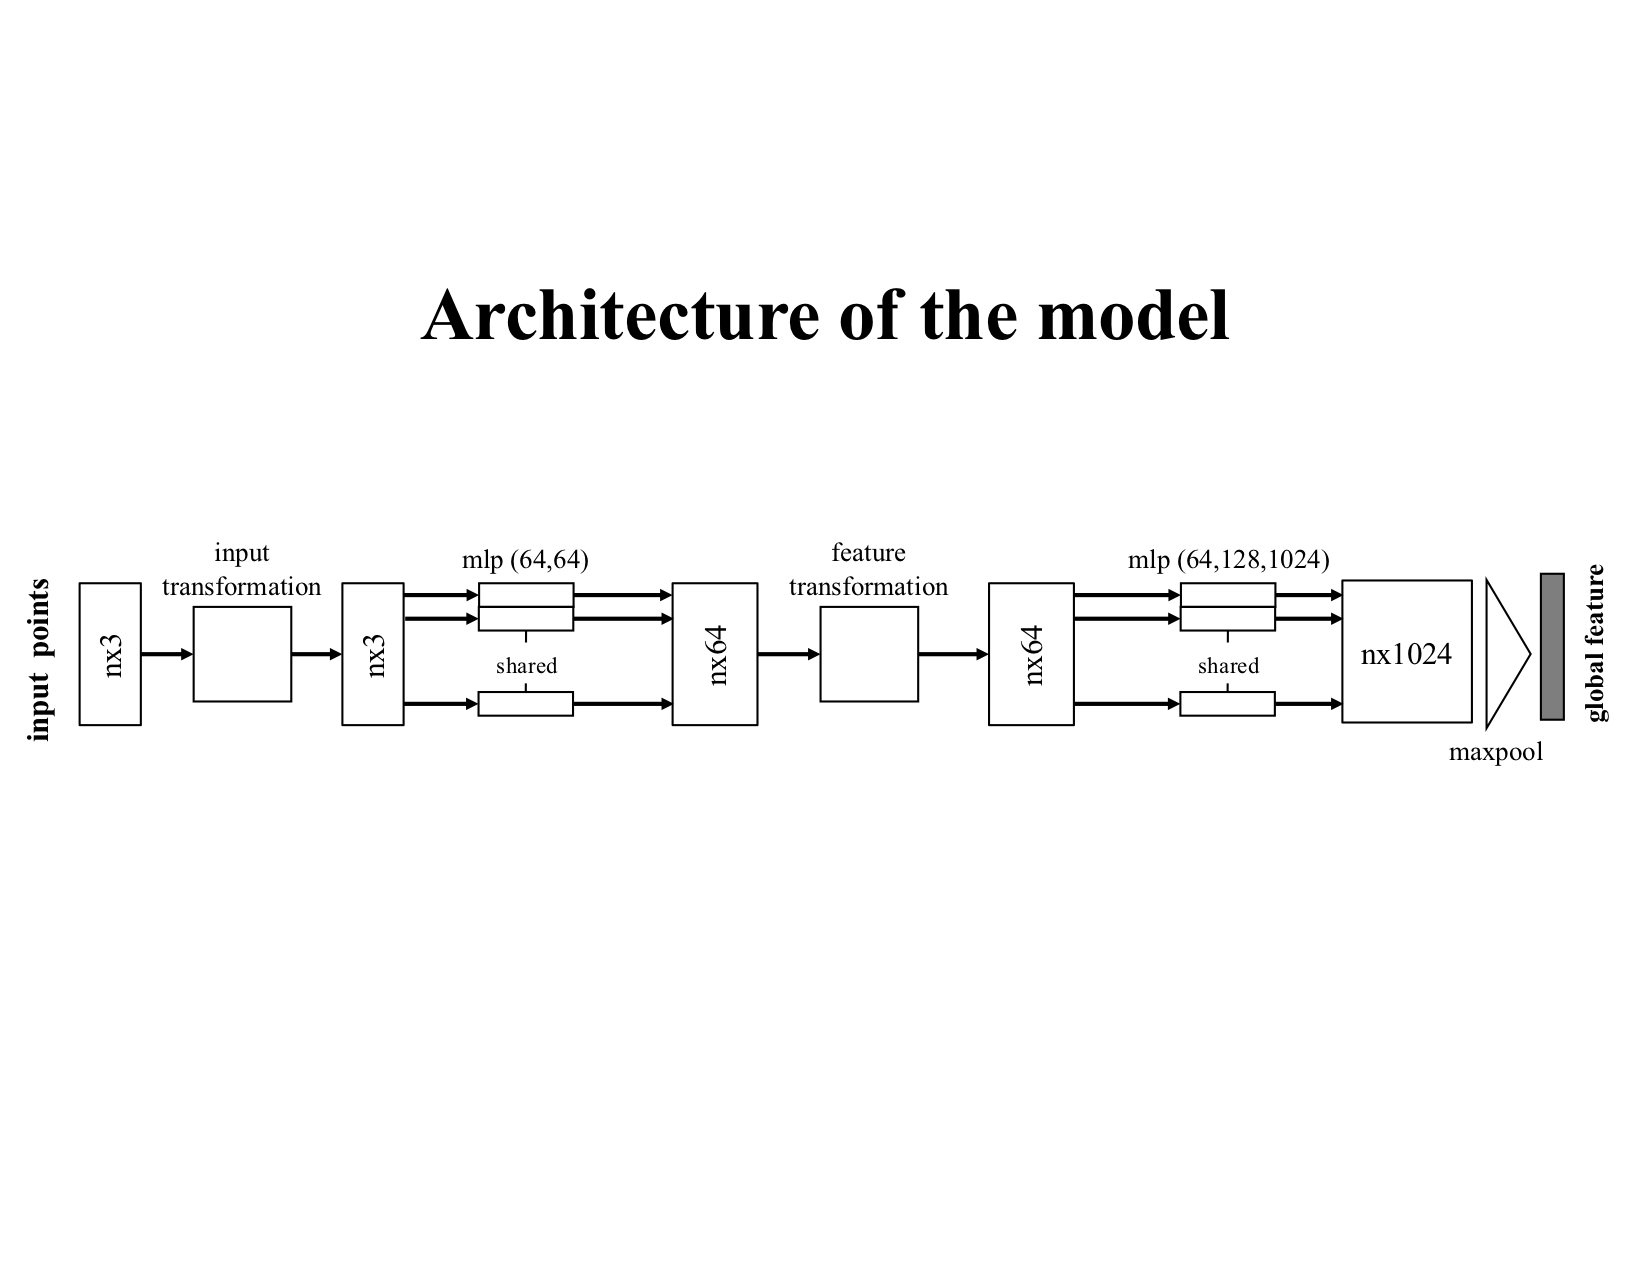 Architecture of the model
input points
nx3
input
transformation
nx3
mlp (64,64)
shared
nx64
feature
transformation
nx64
mlp (64,128,1024)
shared
nx1024
maxpool
global feature